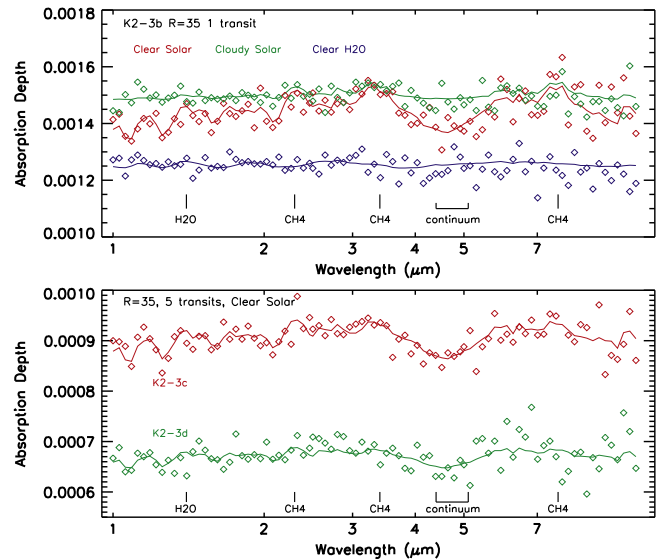 K2-3b R=35 1 transit
Clear Solar Cloudy Solar Clear H2O
0.0018
0.0016
0.0014
0.0012
0.0010
Absorption Depth
H2O CH4 CH4 continuum CH4
1 2 3 4 5 7
Wavelength (μm)
R=35, 5 transits, Clear Solar
0.0010
0.0009
0.0008
0.0007
0.0006
Absorption Depth
K2-3c
K2-3d
H2O CH4 CH4 continuum CH4
1 2 3 4 5 7
Wavelength (μm)